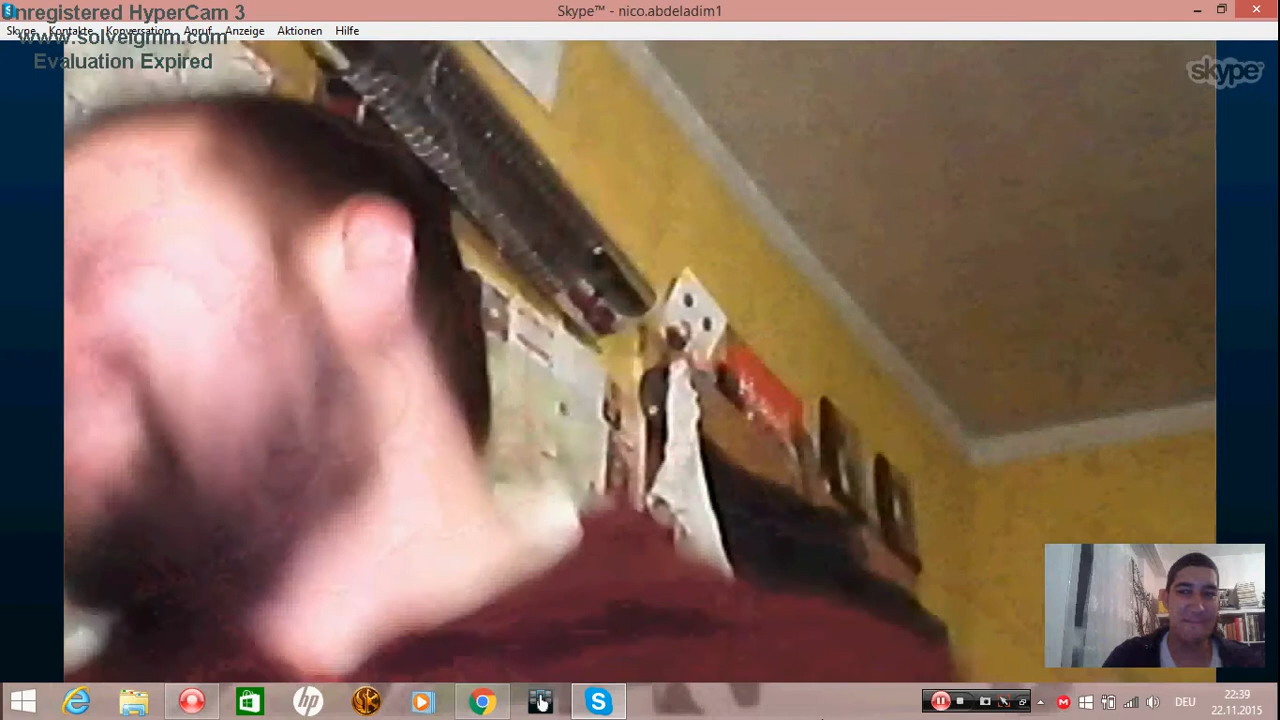 Unregistered HyperCam 3
Skype™ - nico.abdeladim1
Skype Kontakte Konversation Anruf Anzeige Aktionen Hilfe
www.solveigmm.com
Evaluation Expired
skype
hp
DEU
22:39
22.11.2015